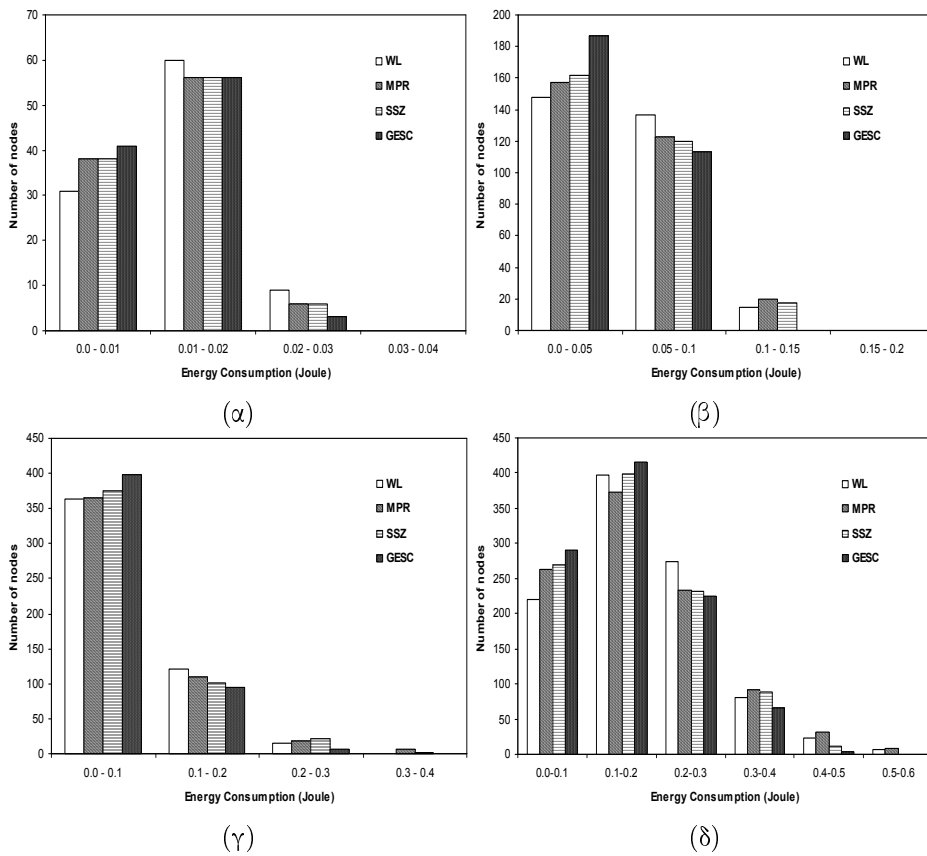 70
60
50
40
30
20
10
0
Number of nodes
WL
MPR
SSZ
GESC
0.0 - 0.01 0.01 - 0.02 0.02 - 0.03 0.03 - 0.04
Energy Consumption (Joule)
(α)
200
180
160
140
120
100
80
60
40
20
0
Number of nodes
WL
MPR
SSZ
GESC
0.0 - 0.05 0.05 - 0.1 0.1 - 0.15 0.15 - 0.2
Energy Consumption (Joule)
(β)
450
400
350
300
250
200
150
100
50
0
Number of nodes
WL
MPR
SSZ
GESC
0.0 - 0.1 0.1 - 0.2 0.2 - 0.3 0.3 - 0.4
Energy Consumption (Joule)
(γ)
450
400
350
300
250
200
150
100
50
0
Number of nodes
WL
MPR
SSZ
GESC
0.0-0.1 0.1-0.2 0.2-0.3 0.3-0.4 0.4-0.5 0.5-0.6
Energy Consumption (Joule)
(δ)